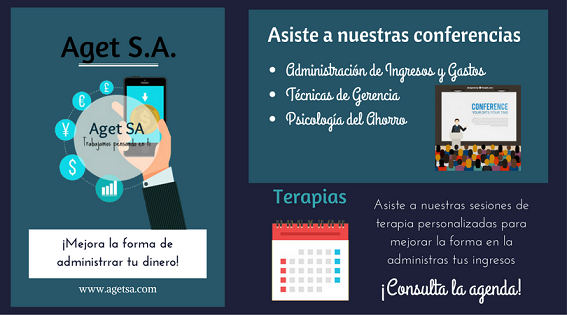 Aget S.A.
Aget SA
Trabajamos pensando en ti
¡Mejora la forma de
administrrar tu dinero!
www.agetsa.com
Asiste a nuestras conferencias
Administración de Ingresos y Gastos
Técnicas de Gerencia
Psicología del Ahorro
CONFERENCE
Terapias
Asiste a nuestras sesiones de
terapia personalizadas para
mejorar la forma en la
administras tus ingresos
¡Consulta la agenda!